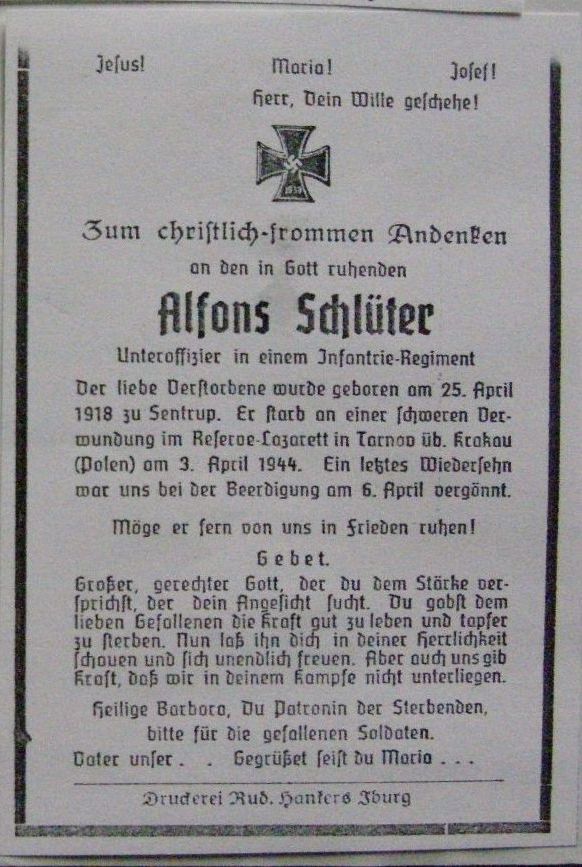 Jesus! Maria! Josef!
Herr, Dein Wille geschehe!
1939
Zum christlich-frommen Andenken
an den in Gott ruhenden
Alfons Schlüter
Unteroffizier in einem Infantrie-Regiment
Der liebe Verstorbene wurde geboren am 25. April
1918 zu Sentrup. Er starb an einer schweren Ver-
wundung im Reserve-Lazarett in Tarnov üb. Krakau
(Polen) am 3. April 1944. Ein letztes Wiedersehn
war uns bei der Beerdigung am 6. April vergönnt.
Möge er fern von uns in Frieden ruhen!
Gebet.
Großer, gerechter Gott, der du dem Stärke ver-
sprichst, der dein Angesicht sucht. Du gabst dem
lieben Gefallenen die Kraft gut zu leben und tapfer
zu sterben. Nun laß ihn dich in deiner Herrlichkeit
schauen und sich unendlich freuen. Aber auch uns gib
Kraft, daß wir in deinem Kampfe nicht unterliegen.
Heilige Barbara, Du Patronin der Sterbenden,
bitte für die gefallenen Soldaten.
Vater unser . . Gegrüßet seist du Maria . . .
Druckerei Rud. Hankers Iburg